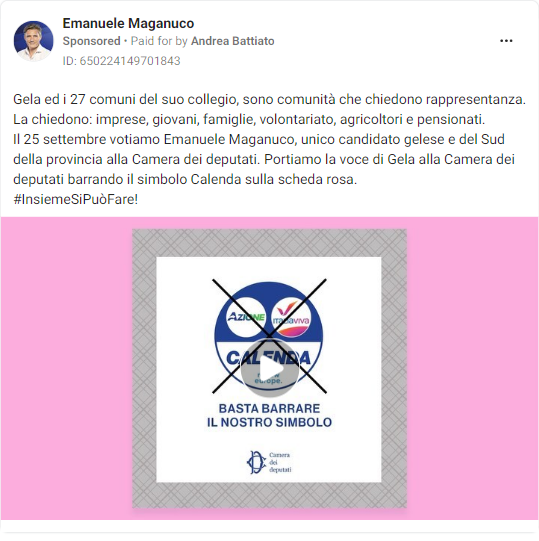 Emanuele Maganuco
Sponsored • Paid for by Andrea Battiato
ID: 650224149701843
Gela ed i 27 comuni del suo collegio, sono comunità che chiedono rappresentanza.
La chiedono: imprese, giovani, famiglie, volontariato, agricoltori e pensionati.
Il 25 settembre votiamo Emanuele Maganuco, unico candidato gelese e del Sud
della provincia alla Camera dei deputati. Portiamo la voce di Gela alla Camera dei
deputati barrando il simbolo Calenda sulla scheda rosa.
#InsiemeSiPuòFare!
AZIONE
ITALIAVIVA
CALENDA
europe.
BASTA BARRARE
IL NOSTRO SIMBOLO
Camera
dei
deputati